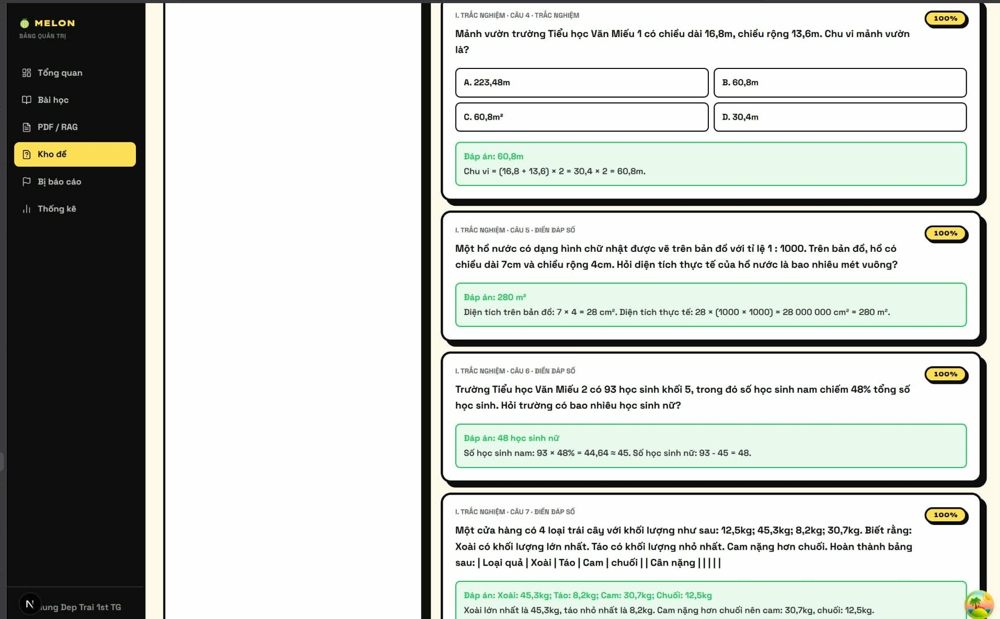 MELON
BẢNG QUẢN TRỊ
Tổng quan
Bài học
PDF / RAG
Kho đề
Bị báo cáo
Thống kê
N
ung Dep Trai 1st TG
I. TRẮC NGHIỆM · CÂU 4 · TRẮC NGHIỆM
100%
Mảnh vườn trường Tiểu học Văn Miếu 1 có chiều dài 16,8m, chiều rộng 13,6m. Chu vi mảnh vườn
là?
A. 223,48m
B. 60,8m
C. 60,8m²
D. 30,4m
Đáp án: 60,8m
Chu vi = (16,8 + 13,6) × 2 = 30,4 × 2 = 60,8m.
I. TRẮC NGHIỆM · CÂU 5 · ĐIỀN ĐÁP SỐ
100%
Một hồ nước có dạng hình chữ nhật được vẽ trên bản đồ với tỉ lệ 1 : 1000. Trên bản đồ, hồ có
chiều dài 7cm và chiều rộng 4cm. Hỏi diện tích thực tế của hồ nước là bao nhiêu mét vuông?
Đáp án: 280 m²
Diện tích trên bản đồ: 7 × 4 = 28 cm². Diện tích thực tế: 28 × (1000 × 1000) = 28 000 000 cm² = 280 m².
I. TRẮC NGHIỆM · CÂU 6 · ĐIỀN ĐÁP SỐ
100%
Trường Tiểu học Văn Miếu 2 có 93 học sinh khối 5, trong đó số học sinh nam chiếm 48% tổng số
học sinh. Hỏi trường có bao nhiêu học sinh nữ?
Đáp án: 48 học sinh nữ
Số học sinh nam: 93 × 48% = 44,64 ≈ 45. Số học sinh nữ: 93 - 45 = 48.
I. TRẮC NGHIỆM · CÂU 7 · ĐIỀN ĐÁP SỐ
100%
Một cửa hàng có 4 loại trái cây với khối lượng như sau: 12,5kg; 45,3kg; 8,2kg; 30,7kg. Biết rằng:
Xoài có khối lượng lớn nhất. Táo có khối lượng nhỏ nhất. Cam nặng hơn chuối. Hoàn thành bảng
sau: | Loại quả | Xoài | Táo | Cam | chuối | | Cân nặng | | | | |
Đáp án: Xoài: 45,3kg; Táo: 8,2kg; Cam: 30,7kg; Chuối: 12,5kg
Xoài lớn nhất là 45,3kg, táo nhỏ nhất là 8,2kg. Cam nặng hơn chuối nên cam: 30,7kg, chuối: 12,5kg.